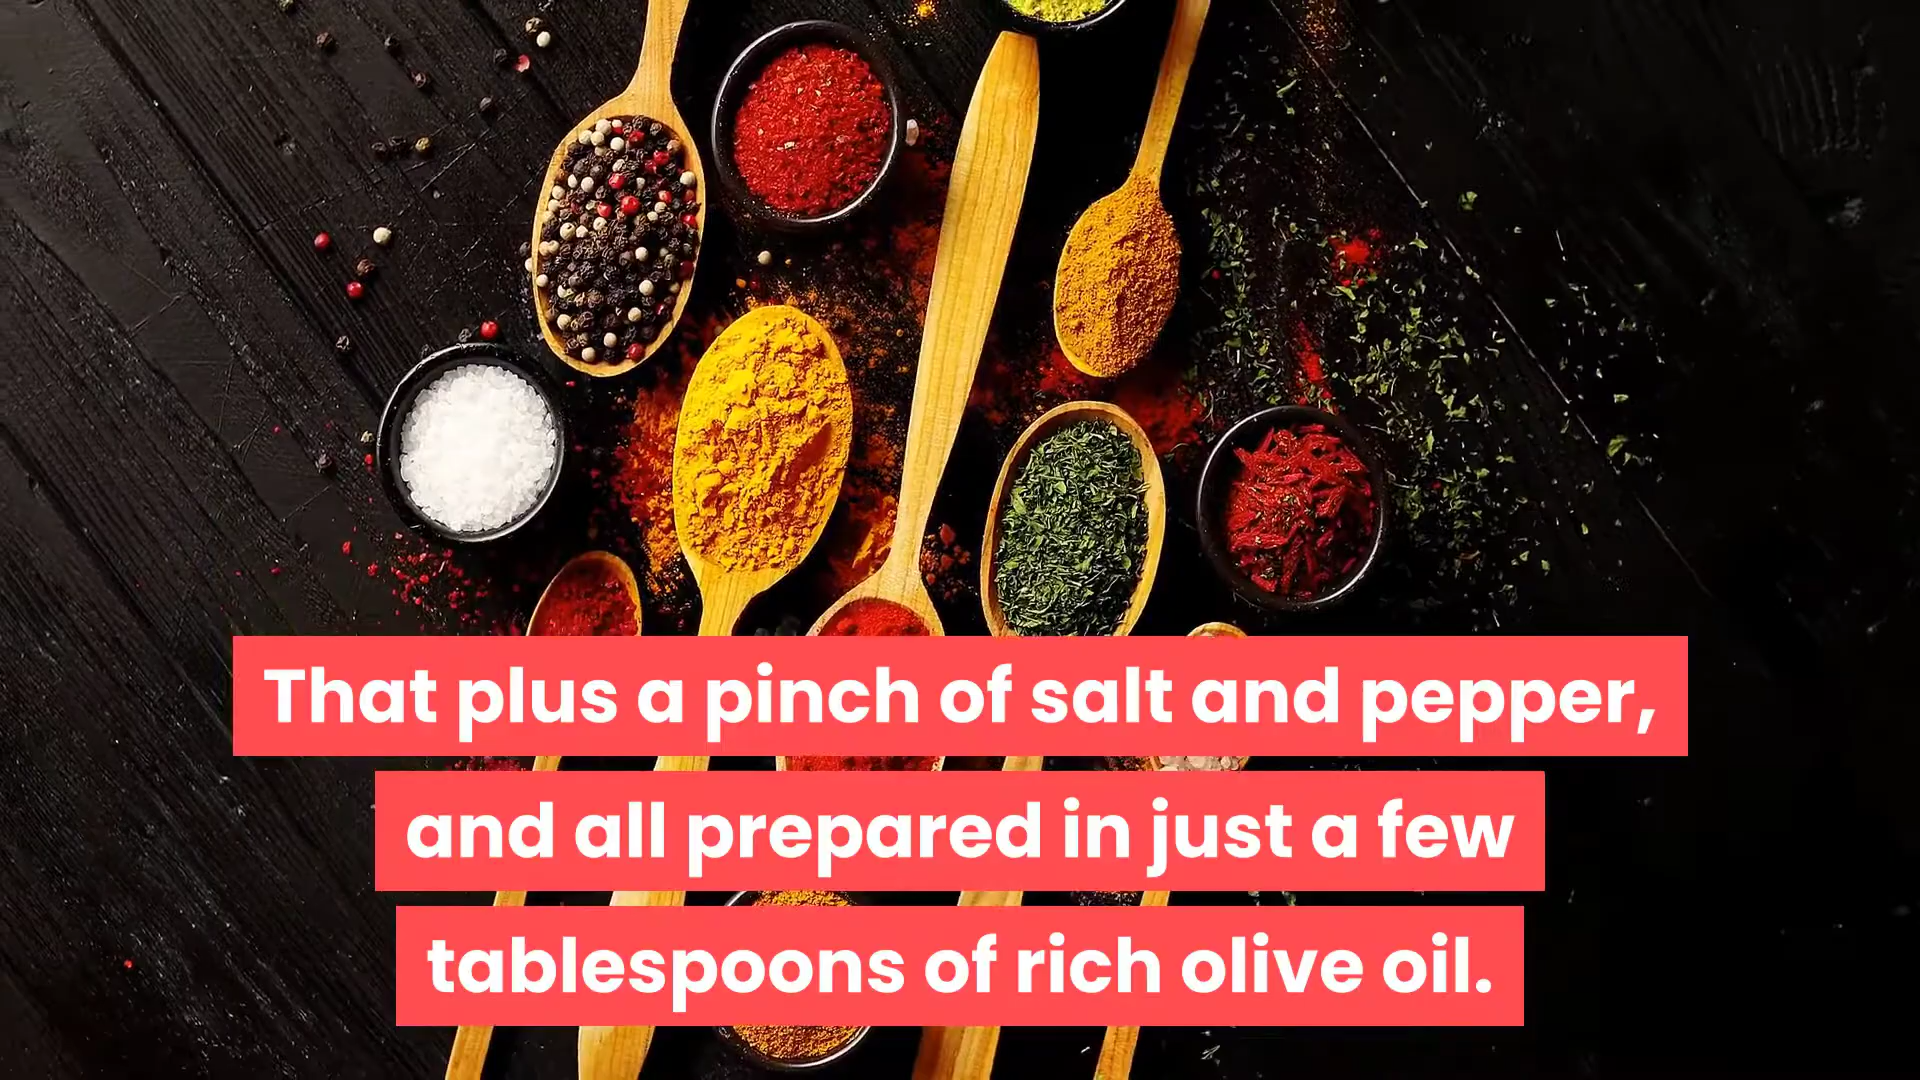 That plus a pinch of salt and pepper,
and all prepared in just a few
tablespoons of rich olive oil.